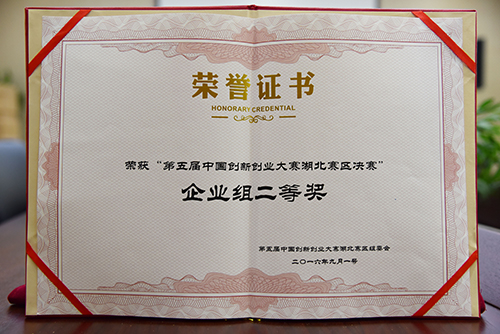 荣誉证书
HONORARY CREDENTIAL
荣获“第五届中国创新创业大赛湖北赛区决赛”
企业组二等奖
第五届中国创新创业大赛湖北赛区组委会
二〇一六年九月一号